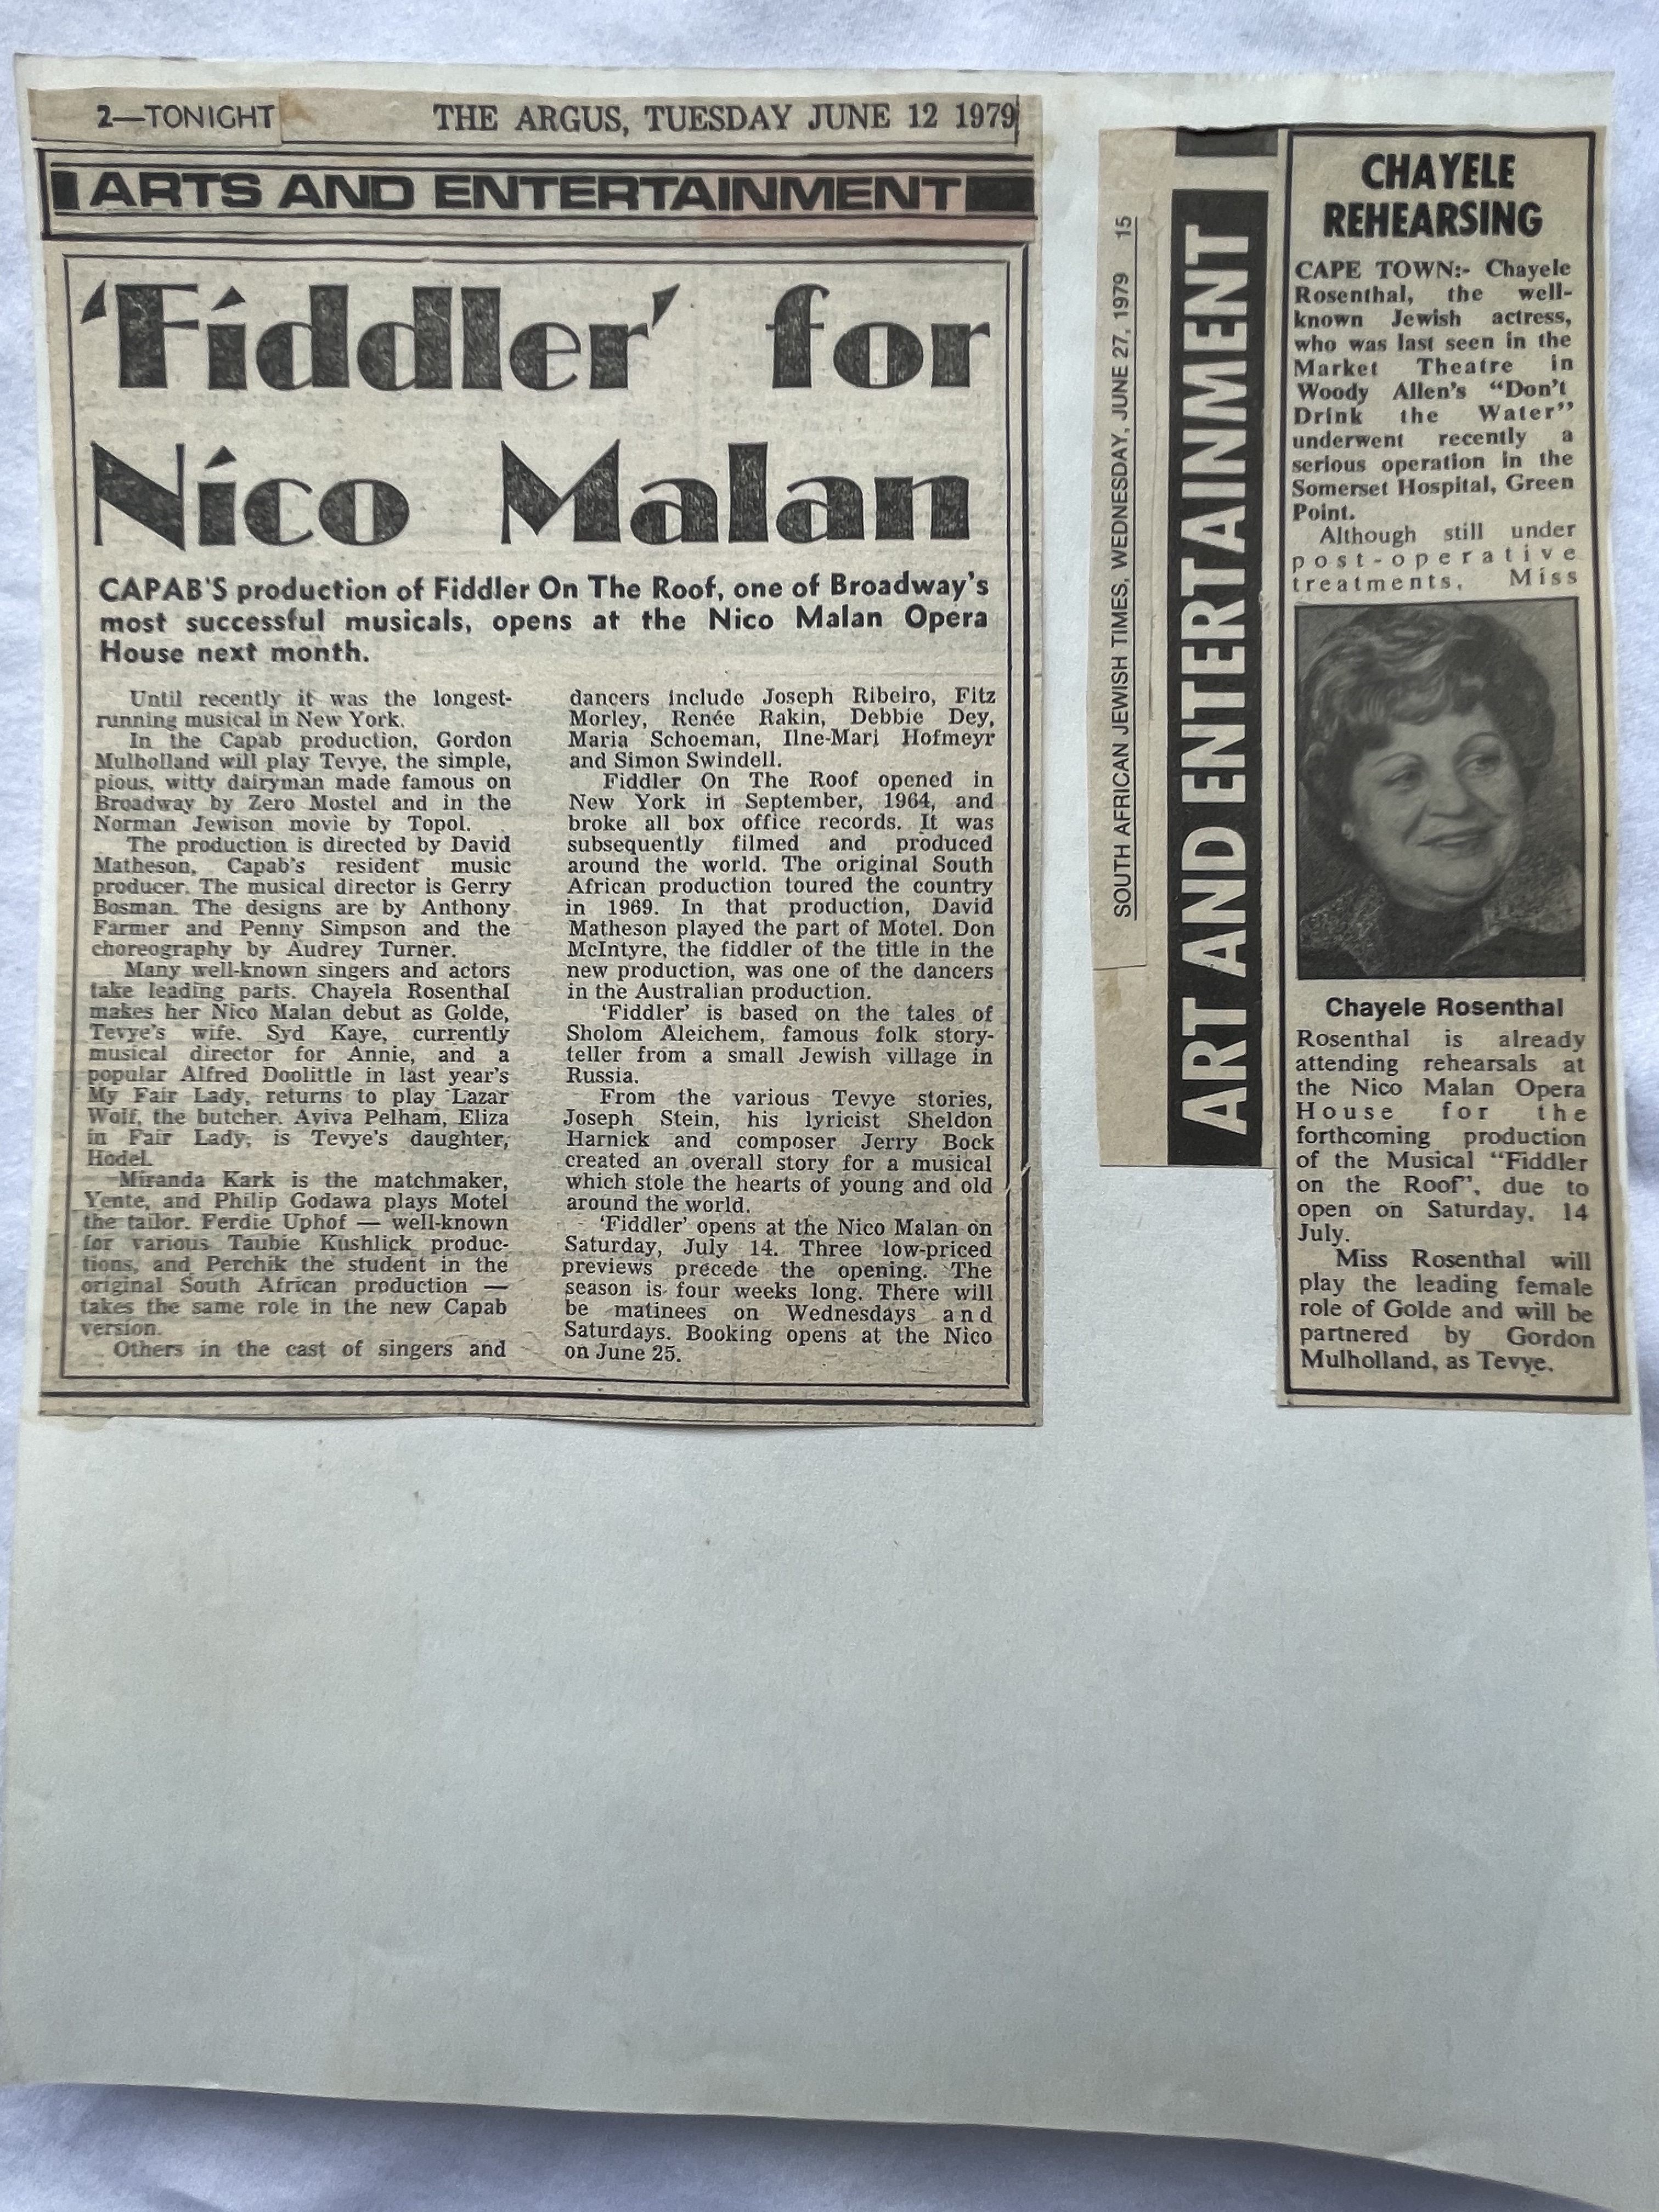 2—TONIGHT
THE ARGUS, TUESDAY JUNE 12 1979
ARTS AND ENTERTAINMENT
'Fiddler' for
Nico Malan
CAPAB'S production of Fiddler On The Roof, one of Broadway's
most successful musicals, opens at the Nico Malan Opera
House next month.
Until recently it was the longest-
running musical in New York.
In the Capab production, Gordon
Mulholland will play Tevye, the simple,
pious, witty dairyman made famous on
Broadway by Zero Mostel and in the
Norman Jewison movie by Topol.
The production is directed by David
Matheson, Capab's resident music
producer. The musical director is Gerry
Bosman. The designs are by Anthony
Farmer and Penny Simpson and the
choreography by Audrey Turner.
Many well-known singers and actors
take leading parts. Chayela Rosenthal
makes her Nico Malan debut as Golde,
Tevye's wife. Syd Kaye, currently
musical director for Annie, and a
popular Alfred Doolittle in last year's
My Fair Lady, returns to play Lazar
Wolf, the butcher. Aviva Pelham, Eliza
in Fair Lady, is Tevye's daughter,
Hodel.
Miranda Kark is the matchmaker,
Yente, and Philip Godawa plays Motel
the tailor. Ferdie Uphof — well-known
for various Taubie Kushlick produc-
tions, and Perchik the student in the
original South African production —
takes the same role in the new Capab
version.
Others in the cast of singers and
dancers include Joseph Ribeiro, Fitz
Morley, Renée Rakin, Debbie Dey,
Maria Schoeman, Ilne-Mari Hofmeyr
and Simon Swindell.
Fiddler On The Roof opened in
New York in September, 1964, and
broke all box office records. It was
subsequently filmed and produced
around the world. The original South
African production toured the country
in 1969. In that production, David
Matheson played the part of Motel. Don
McIntyre, the fiddler of the title in the
new production, was one of the dancers
in the Australian production.
'Fiddler' is based on the tales of
Sholom Aleichem, famous folk story-
teller from a small Jewish village in
Russia.
From the various Tevye stories,
Joseph Stein, his lyricist Sheldon
Harnick and composer Jerry Bock
created an overall story for a musical
which stole the hearts of young and old
around the world.
'Fiddler' opens at the Nico Malan on
Saturday, July 14. Three low-priced
previews precede the opening. The
season is four weeks long. There will
be matinees on Wednesdays and
Saturdays. Booking opens at the Nico
on June 25.
SOUTH AFRICAN JEWISH TIMES, WEDNESDAY, JUNE 27, 1979 15
ART AND ENTERTAINMENT
CHAYELE
REHEARSING
CAPE TOWN:- Chayele
Rosenthal, the well-
known Jewish actress,
who was last seen in the
Market Theatre in
Woody Allen's "Don't
Drink the Water"
underwent recently a
serious operation in the
Somerset Hospital, Green
Point.
Although still under
post-operative
treatments, Miss
Chayele Rosenthal
Rosenthal is already
attending rehearsals at
the Nico Malan Opera
House for the
forthcoming production
of the Musical "Fiddler
on the Roof", due to
open on Saturday, 14
July.
Miss Rosenthal will
play the leading female
role of Golde and will be
partnered by Gordon
Mulholland, as Tevye.